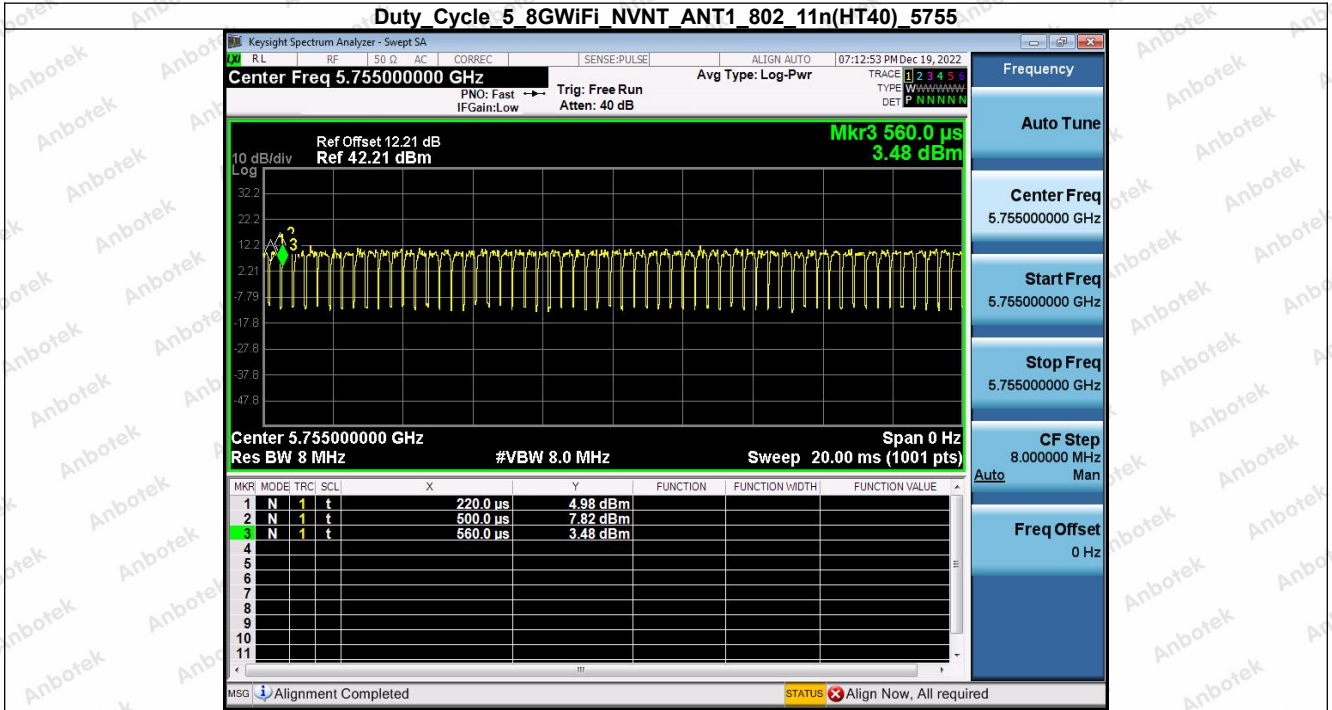 Duty_Cycle_5_8GWiFi_NVNT_ANT1_802_11n(HT40)_5755
Keysight Spectrum Analyzer - Swept SA
LXI RL RF 50 Ω AC CORREC SENSE:PULSE ALIGN AUTO 07:12:53 PM Dec 19, 2022
Center Freq 5.755000000 GHz
PNO: Fast
IFGain:Low
Trig: Free Run
Atten: 40 dB
Avg Type: Log-Pwr
TRACE 1 2 3 4 5 6
TYPE WWWWWW
DET P N N N N N
Ref Offset 12.21 dB
Ref 42.21 dBm
10 dB/div
Log
Mkr3 560.0 µs
3.48 dBm
32.2
22.2
12.2
2.21
-7.79
-17.8
-27.8
-37.8
-47.8
2
3
Center 5.755000000 GHz
Span 0 Hz
Res BW 8 MHz
#VBW 8.0 MHz
Sweep 20.00 ms (1001 pts)
MKR MODE TRC SCL X Y FUNCTION FUNCTION WIDTH FUNCTION VALUE
1 N 1 t 220.0 µs 4.98 dBm
2 N 1 t 500.0 µs 7.82 dBm
3 N 1 t 560.0 µs 3.48 dBm
4
5
6
7
8
9
10
11
MSG Alignment Completed
STATUS Align Now, All required
Frequency
Auto Tune
Center Freq
5.755000000 GHz
Start Freq
5.755000000 GHz
Stop Freq
5.755000000 GHz
CF Step
8.000000 MHz
Auto Man
Freq Offset
0 Hz
Anbotek